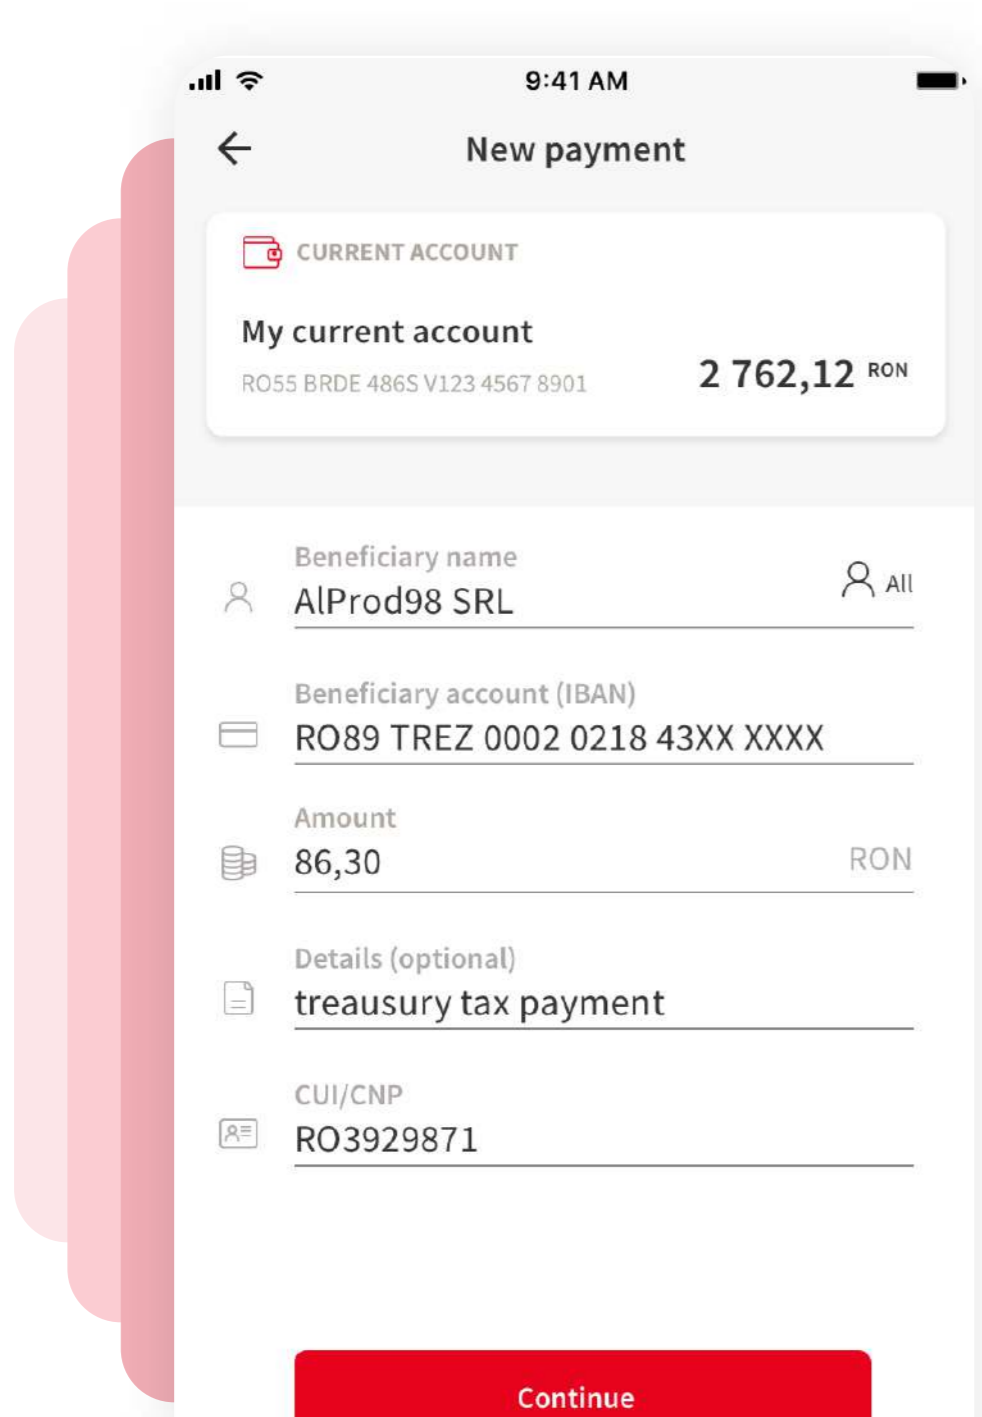 9:41 AM
New payment
CURRENT ACCOUNT
My current account
RO55 BRDE 486S V123 4567 8901
2 762,12 RON
Beneficiary name
AlProd98 SRL
All
Beneficiary account (IBAN)
RO89 TREZ 0002 0218 43XX XXXX
Amount
86,30
RON
Details (optional)
treausury tax payment
CUI/CNP
RO3929871
Continue